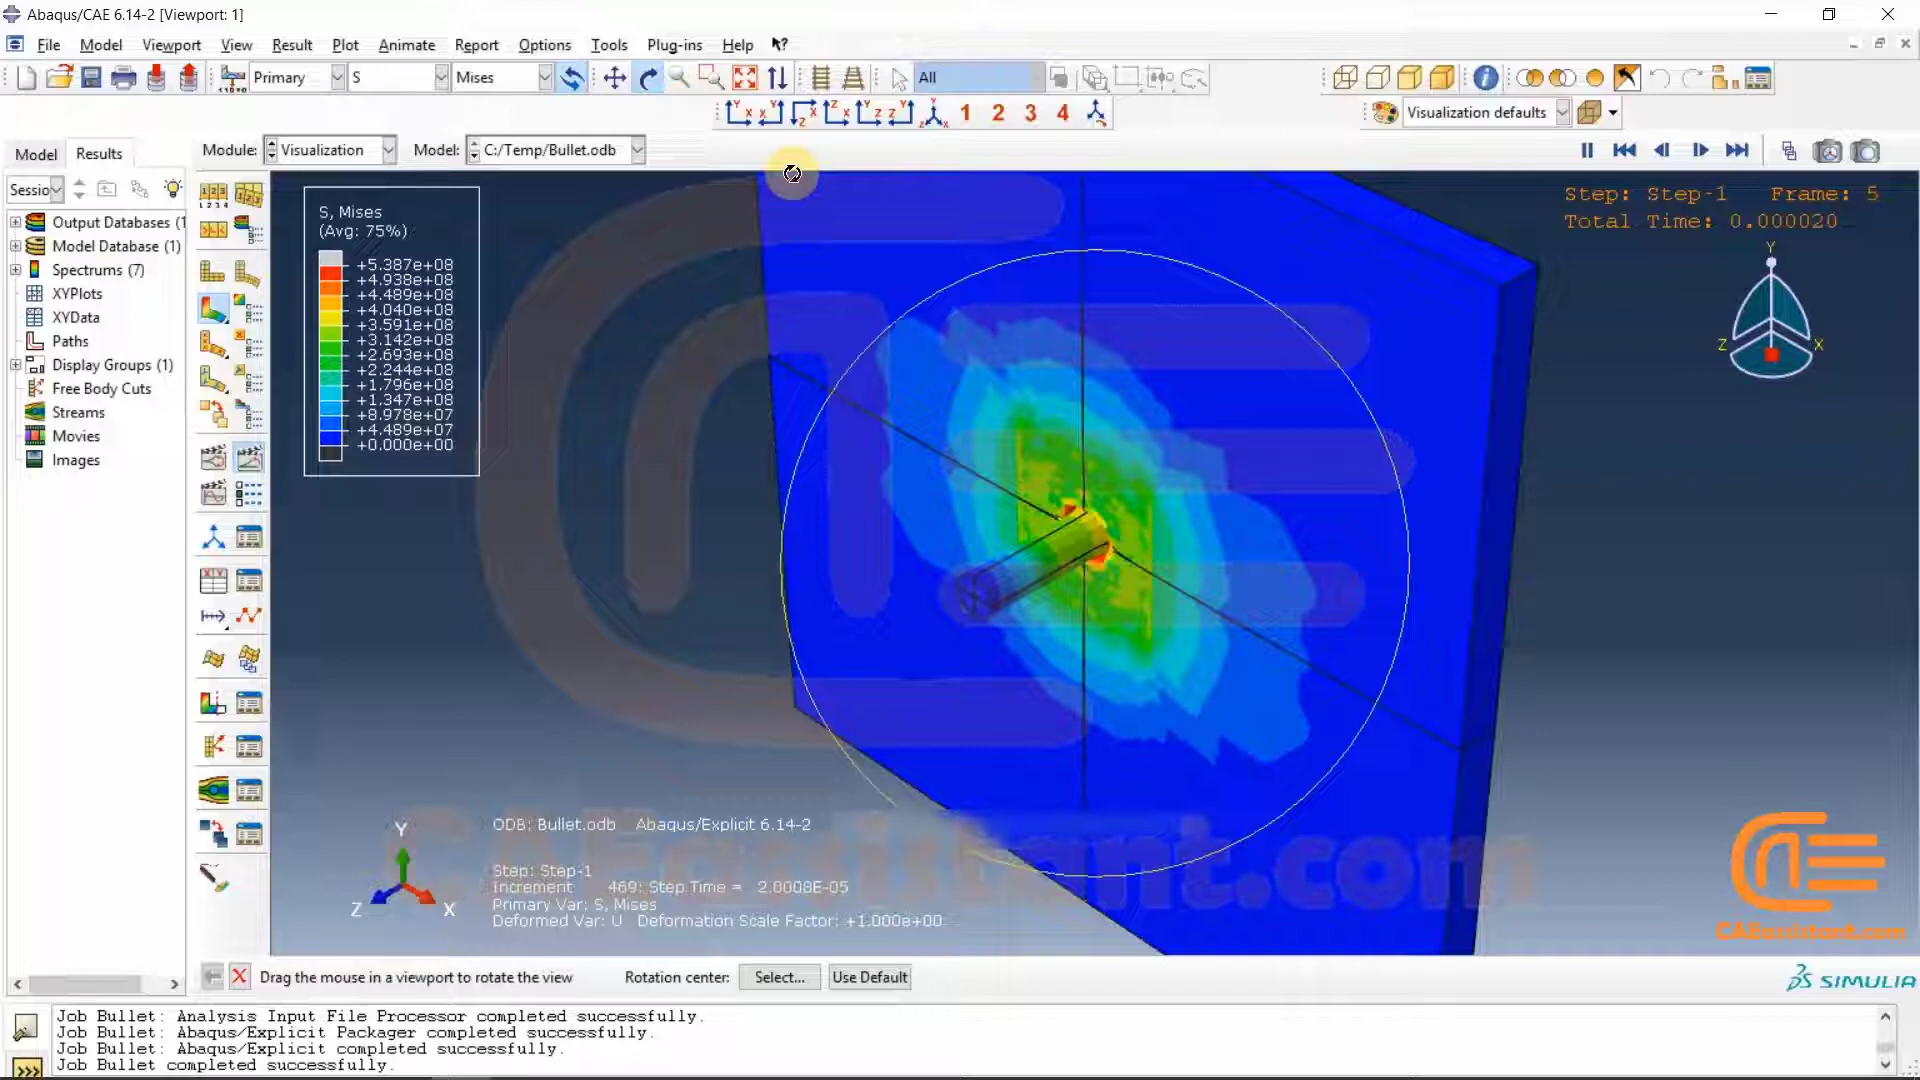 Abaqus/CAE 6.14-2 [Viewport: 1]
File Model Viewport View Result Plot Animate Report Options Tools Plug-ins Help
Primary S Mises All
1 2 3 4 Visualization defaults
Model Results Module: Visualization Model: C:/Temp/Bullet.odb
Sessio
Output Databases (1
Model Database (1)
Spectrums (7)
XYPlots
XYData
Paths
Display Groups (1)
Free Body Cuts
Streams
Movies
Images
S, Mises
(Avg: 75%)
+5.387e+08
+4.938e+08
+4.489e+08
+4.040e+08
+3.591e+08
+3.142e+08
+2.693e+08
+2.244e+08
+1.796e+08
+1.347e+08
+8.978e+07
+4.489e+07
+0.000e+00
Step: Step-1 Frame: 5
Total Time: 0.000020
Y
Z X
Y
Z X
ODB: Bullet.odb Abaqus/Explicit 6.14-2
Step: Step-1
Increment 469: Step Time = 2.0008E-05
Primary Var: S, Mises
Deformed Var: U Deformation Scale Factor: +1.000e+00
CAEassistant.com
CAEassistant.com
Drag the mouse in a viewport to rotate the view Rotation center: Select... Use Default
SIMULIA
Job Bullet: Analysis Input File Processor completed successfully.
Job Bullet: Abaqus/Explicit Packager completed successfully.
Job Bullet: Abaqus/Explicit completed successfully.
Job Bullet completed successfully.